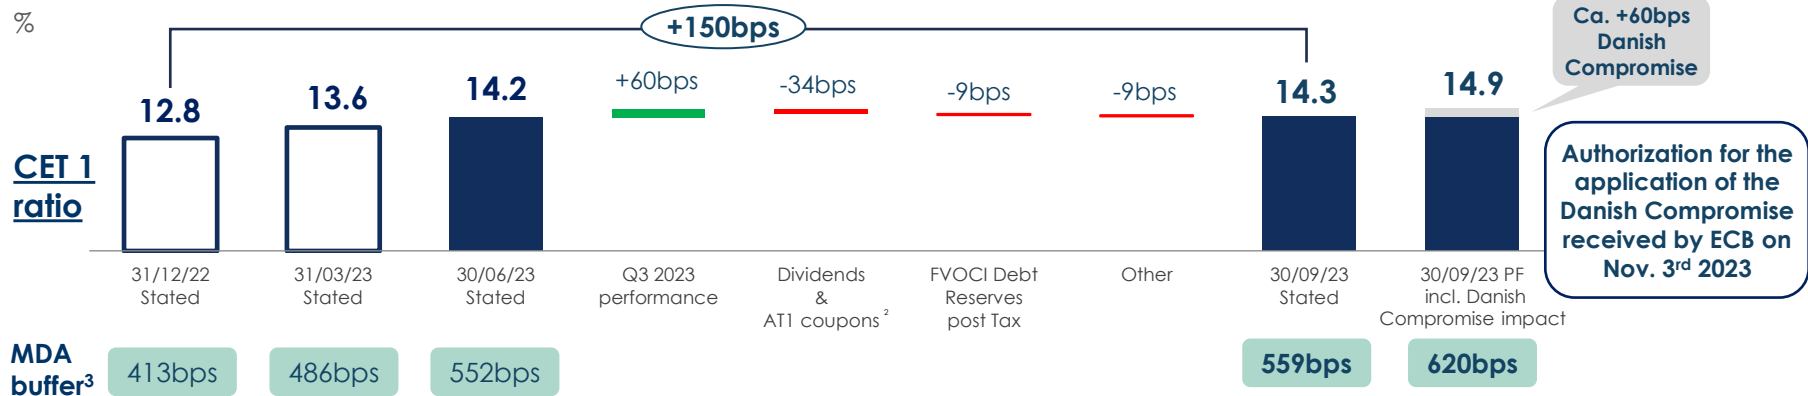 %
+150bps
Ca. +60bps
Danish
Compromise
12.8
13.6
14.2
+60bps
-34bps
-9bps
-9bps
14.3
14.9
CET 1
ratio
Authorization for the
application of the
Danish Compromise
received by ECB on
Nov. 3rd 2023
31/12/22
Stated
31/03/23
Stated
30/06/23
Stated
Q3 2023
performance
Dividends
&
AT1 coupons ²
FVOCI Debt
Reserves
post Tax
Other
30/09/23
Stated
30/09/23 PF
incl. Danish
Compromise impact
MDA
buffer³
413bps
486bps
552bps
559bps
620bps